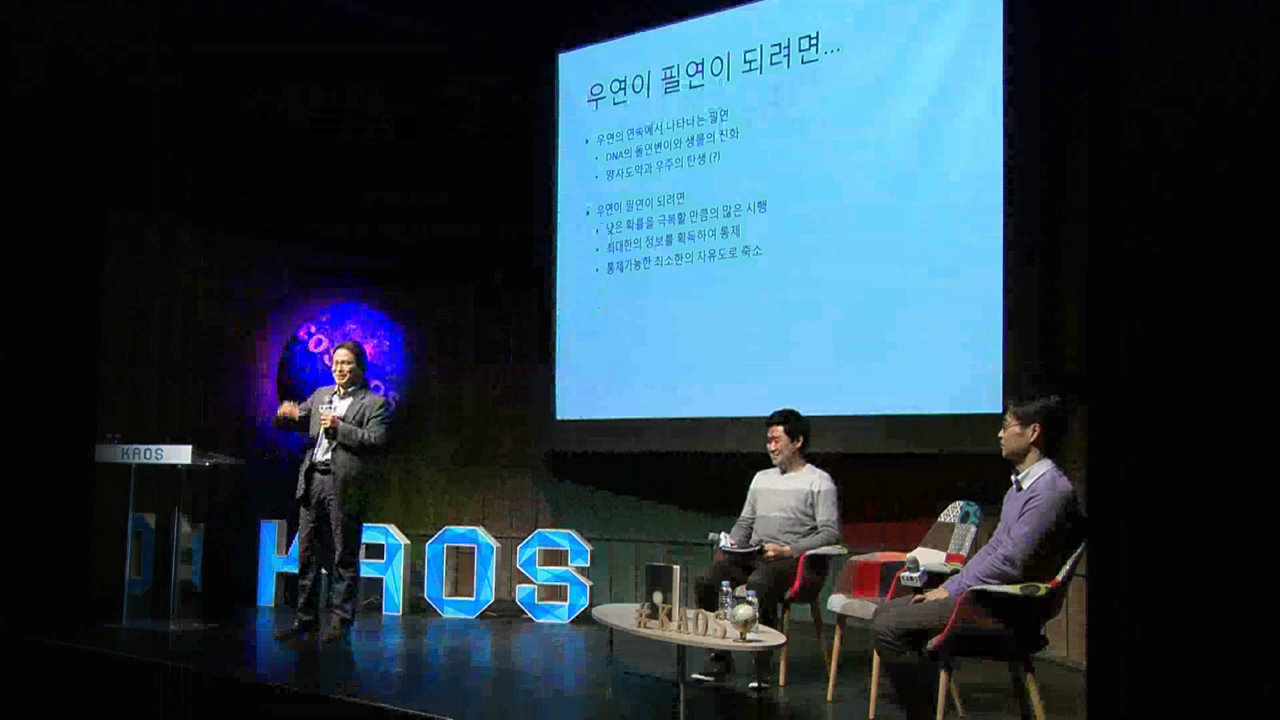 우연이 필연이 되려면...
• 우연의 연속에서 나타나는 필연
• DNA의 돌연변이와 생물의 진화
• 양자도약과 우주의 탄생 (?)
• 우연이 필연이 되려면
• 낮은 확률을 극복할 만큼의 많은 시행
• 최대한의 정보를 획득하여 통제
• 통제가능한 최소한의 자유도로 축소
KAOS
KAOS
#KAOS